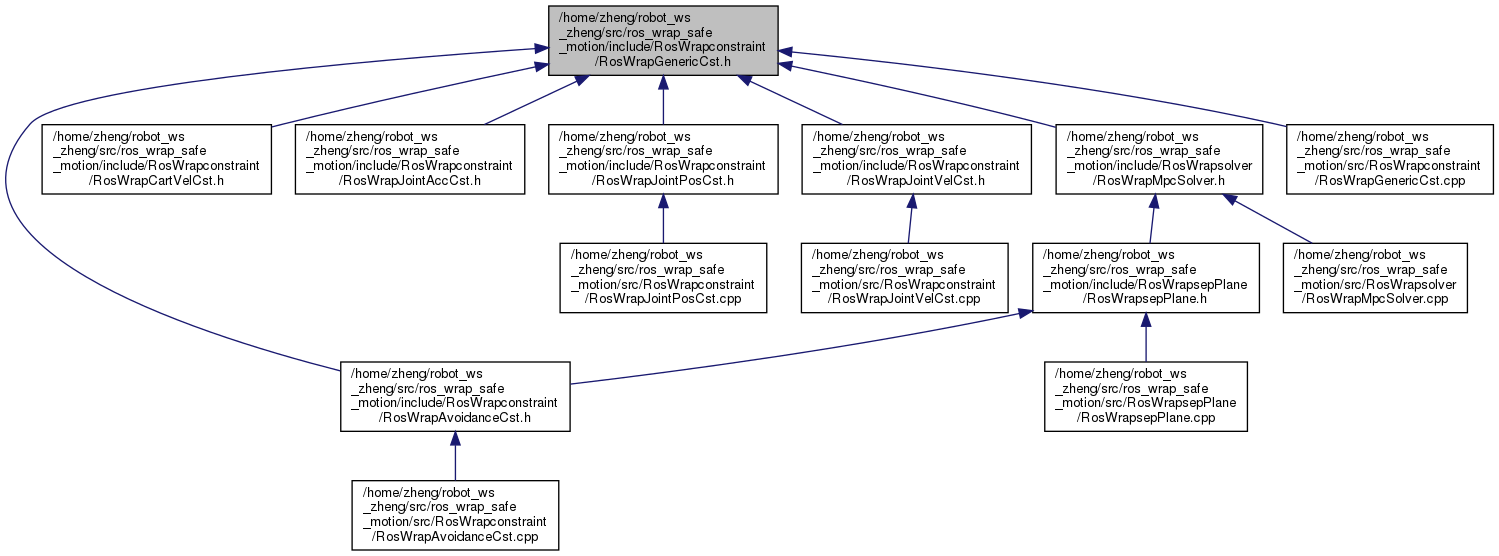 /home/zheng/robot_ws
_zheng/src/ros_wrap_safe
_motion/include/RosWrapconstraint
/RosWrapGenericCst.h
/home/zheng/robot_ws
_zheng/src/ros_wrap_safe
_motion/include/RosWrapconstraint
/RosWrapCartVelCst.h
/home/zheng/robot_ws
_zheng/src/ros_wrap_safe
_motion/include/RosWrapconstraint
/RosWrapJointAccCst.h
/home/zheng/robot_ws
_zheng/src/ros_wrap_safe
_motion/include/RosWrapconstraint
/RosWrapJointPosCst.h
/home/zheng/robot_ws
_zheng/src/ros_wrap_safe
_motion/include/RosWrapconstraint
/RosWrapJointVelCst.h
/home/zheng/robot_ws
_zheng/src/ros_wrap_safe
_motion/include/RosWrapsolver
/RosWrapMpcSolver.h
/home/zheng/robot_ws
_zheng/src/ros_wrap_safe
_motion/src/RosWrapconstraint
/RosWrapGenericCst.cpp
/home/zheng/robot_ws
_zheng/src/ros_wrap_safe
_motion/src/RosWrapconstraint
/RosWrapJointPosCst.cpp
/home/zheng/robot_ws
_zheng/src/ros_wrap_safe
_motion/src/RosWrapconstraint
/RosWrapJointVelCst.cpp
/home/zheng/robot_ws
_zheng/src/ros_wrap_safe
_motion/include/RosWrapsepPlane
/RosWrapsepPlane.h
/home/zheng/robot_ws
_zheng/src/ros_wrap_safe
_motion/src/RosWrapsolver
/RosWrapMpcSolver.cpp
/home/zheng/robot_ws
_zheng/src/ros_wrap_safe
_motion/include/RosWrapconstraint
/RosWrapAvoidanceCst.h
/home/zheng/robot_ws
_zheng/src/ros_wrap_safe
_motion/src/RosWrapsepPlane
/RosWrapsepPlane.cpp
/home/zheng/robot_ws
_zheng/src/ros_wrap_safe
_motion/src/RosWrapconstraint
/RosWrapAvoidanceCst.cpp